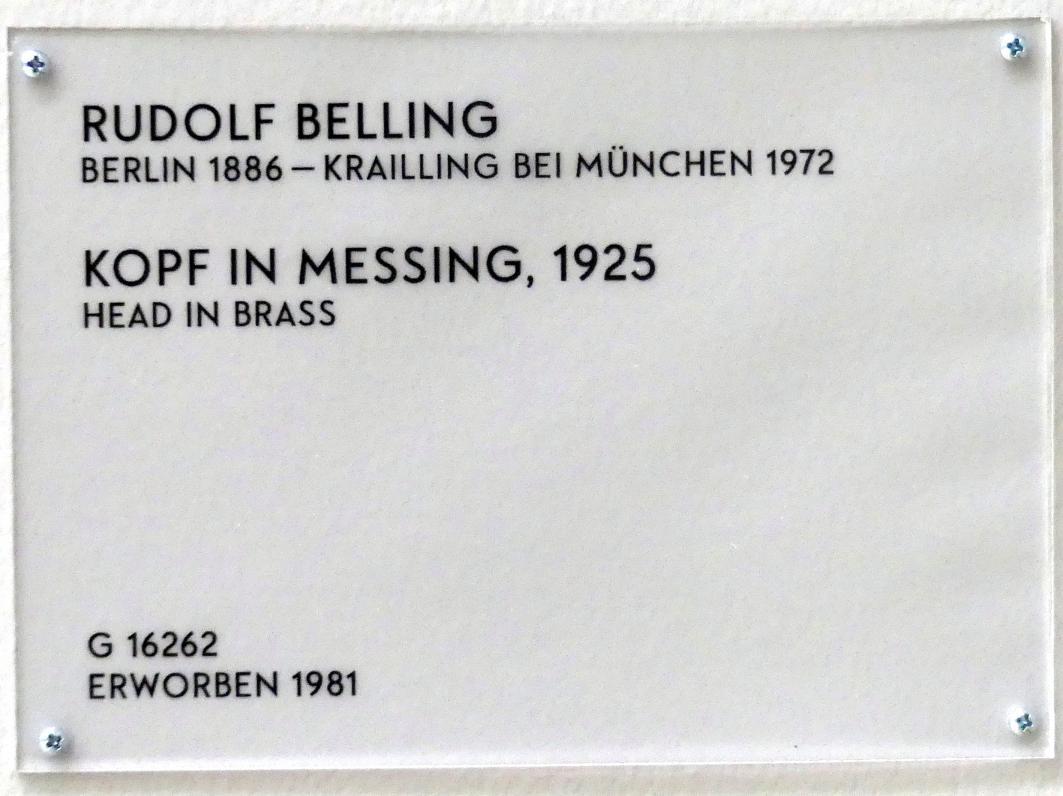 RUDOLF BELLING
BERLIN 1886 – KRAILLING BEI MÜNCHEN 1972
KOPF IN MESSING, 1925
HEAD IN BRASS
G 16262
ERWORBEN 1981